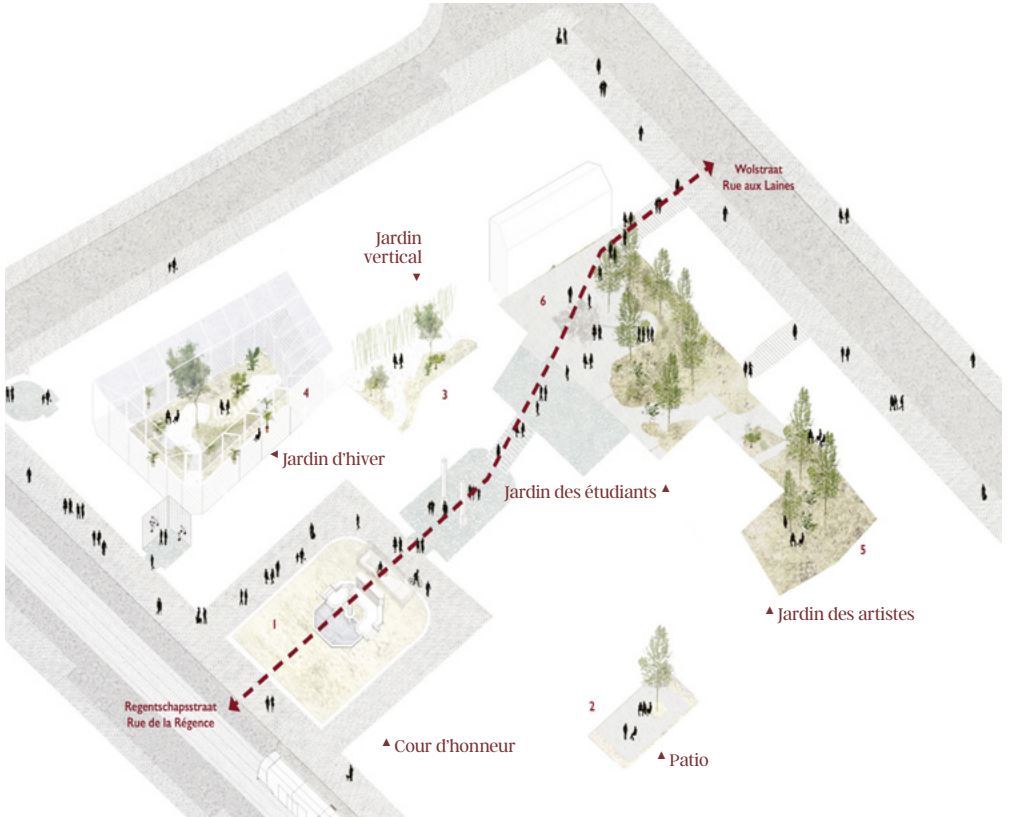 Wolstraat
Rue aux Laines
Jardin
vertical
▼
6
4
3
◄ Jardin d'hiver
Jardin des étudiants ▲
5
1
▲ Jardin des artistes
2
Regentschapsstraat
Rue de la Régence
▲ Cour d'honneur
▲ Patio